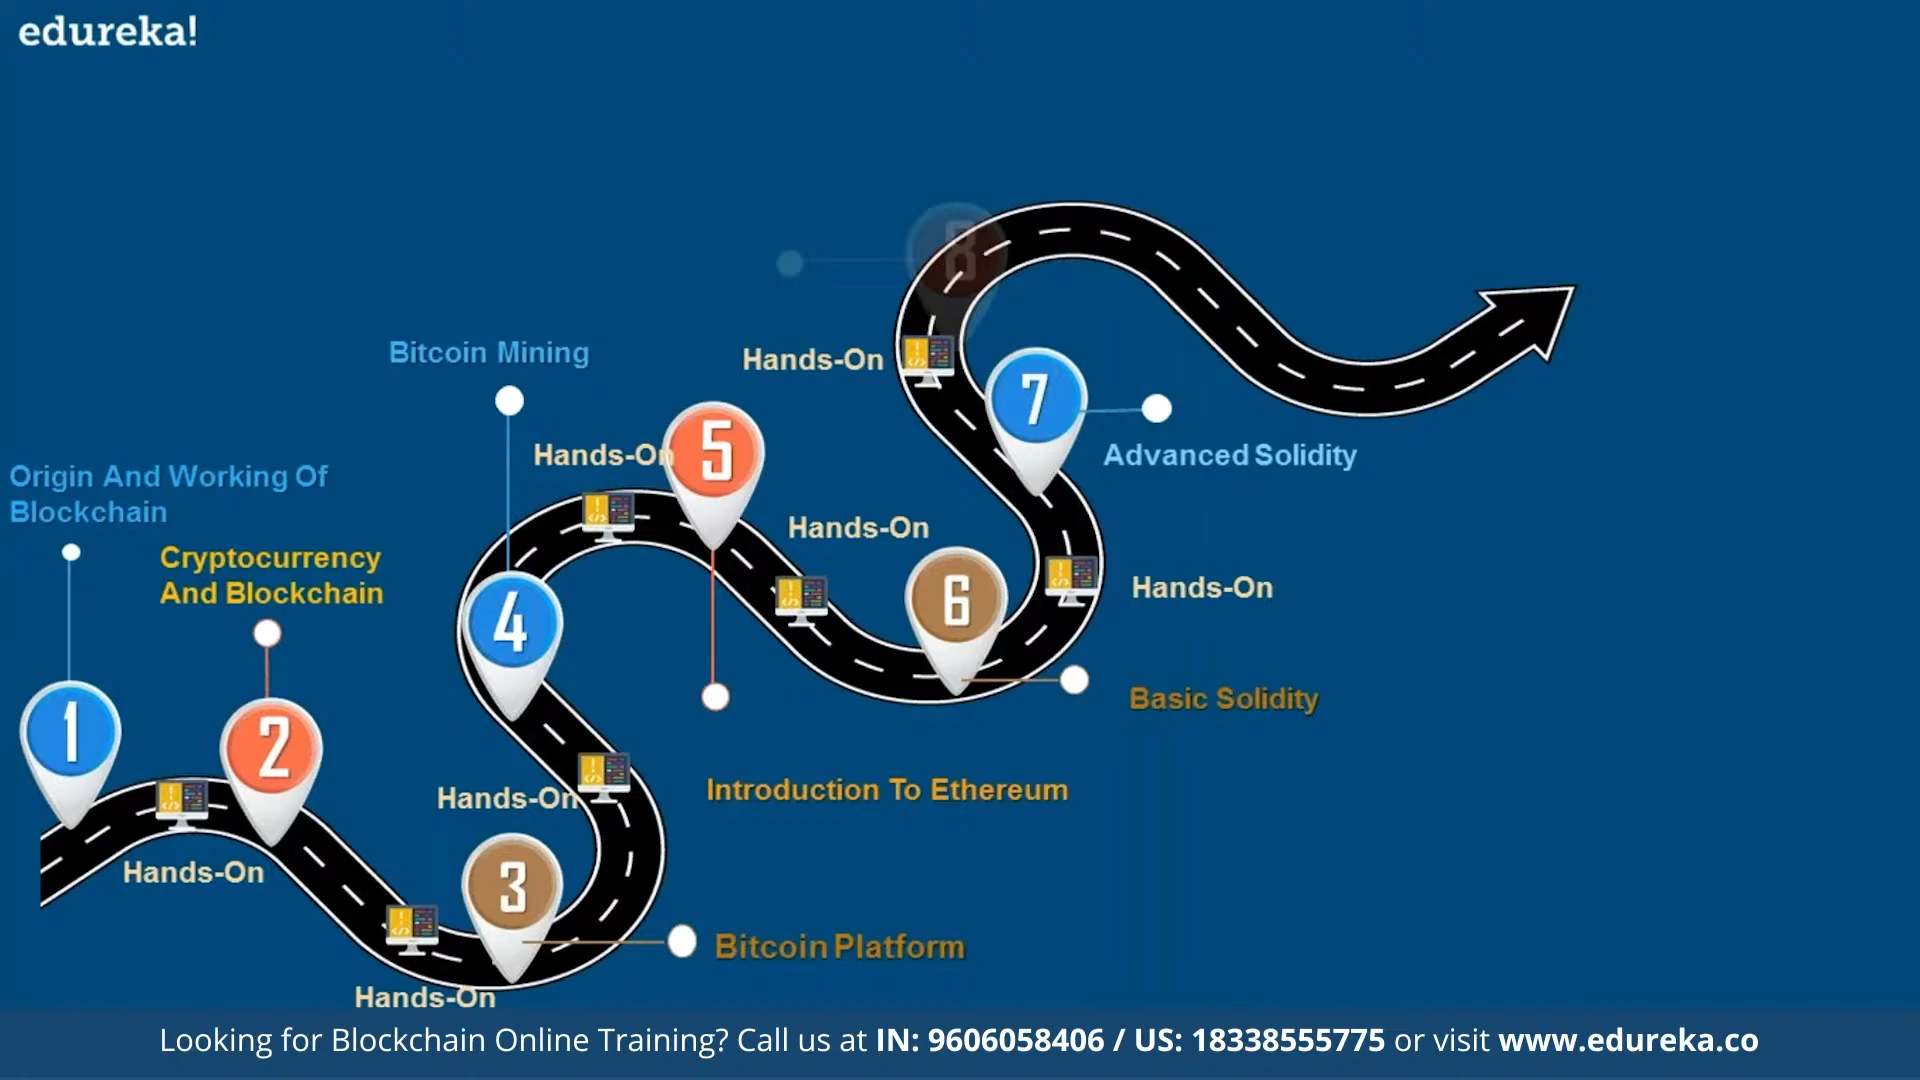 edureka!
8
Bitcoin Mining
Hands-On
7
Advanced Solidity
Hands-On
5
Origin And Working Of
Blockchain
Hands-On
Cryptocurrency
And Blockchain
4
6
Hands-On
1
2
Basic Solidity
Hands-On
Introduction To Ethereum
Hands-On
3
Bitcoin Platform
Hands-On
Looking for Blockchain Online Training? Call us at IN: 9606058406 / US: 18338555775 or visit www.edureka.co